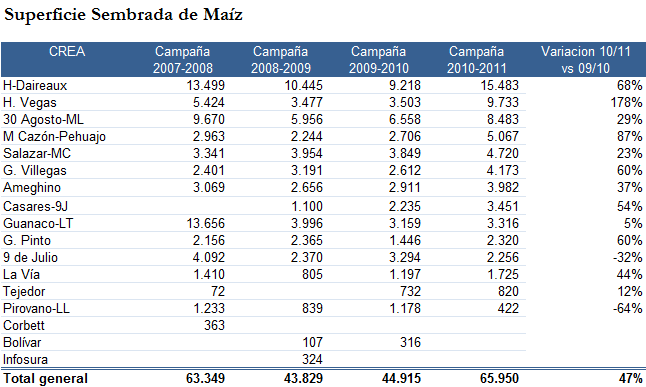 Superficie Sembrada de Maíz
CREA Campaña 2007-2008 Campaña 2008-2009 Campaña 2009-2010 Campaña 2010-2011 Variacion 10/11 vs 09/10
H-Daireaux 13.499 10.445 9.218 15.483 68%
H. Vegas 5.424 3.477 3.503 9.733 178%
30 Agosto-ML 9.670 5.956 6.558 8.483 29%
M Cazón-Pehuajo 2.963 2.244 2.706 5.067 87%
Salazar-MC 3.341 3.954 3.849 4.720 23%
G. Villegas 2.401 3.191 2.612 4.173 60%
Ameghino 3.069 2.656 2.911 3.982 37%
Casares-9J 1.100 2.235 3.451 54%
Guanaco-LT 13.656 3.996 3.159 3.316 5%
G. Pinto 2.156 2.365 1.446 2.320 60%
9 de Julio 4.092 2.370 3.294 2.256 -32%
La Vía 1.410 805 1.197 1.725 44%
Tejedor 72 732 820 12%
Pirovano-LL 1.233 839 1.178 422 -64%
Corbett 363
Bolívar 107 316
Infosura 324
Total general 63.349 43.829 44.915 65.950 47%